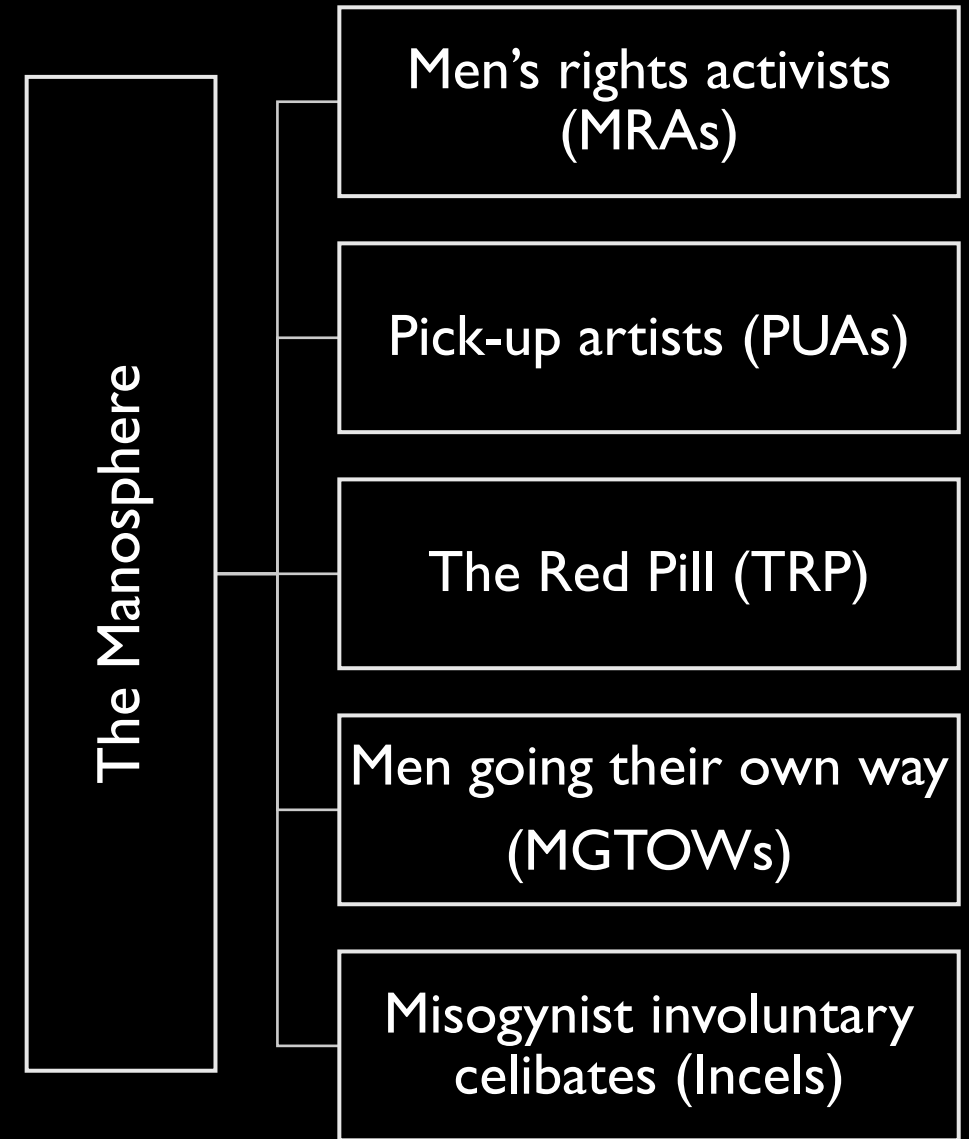 The Manosphere
Men's rights activists
(MRAs)
Pick-up artists (PUAs)
The Red Pill (TRP)
Men going their own way
(MGTOWs)
Misogynist involuntary
celibates (Incels)